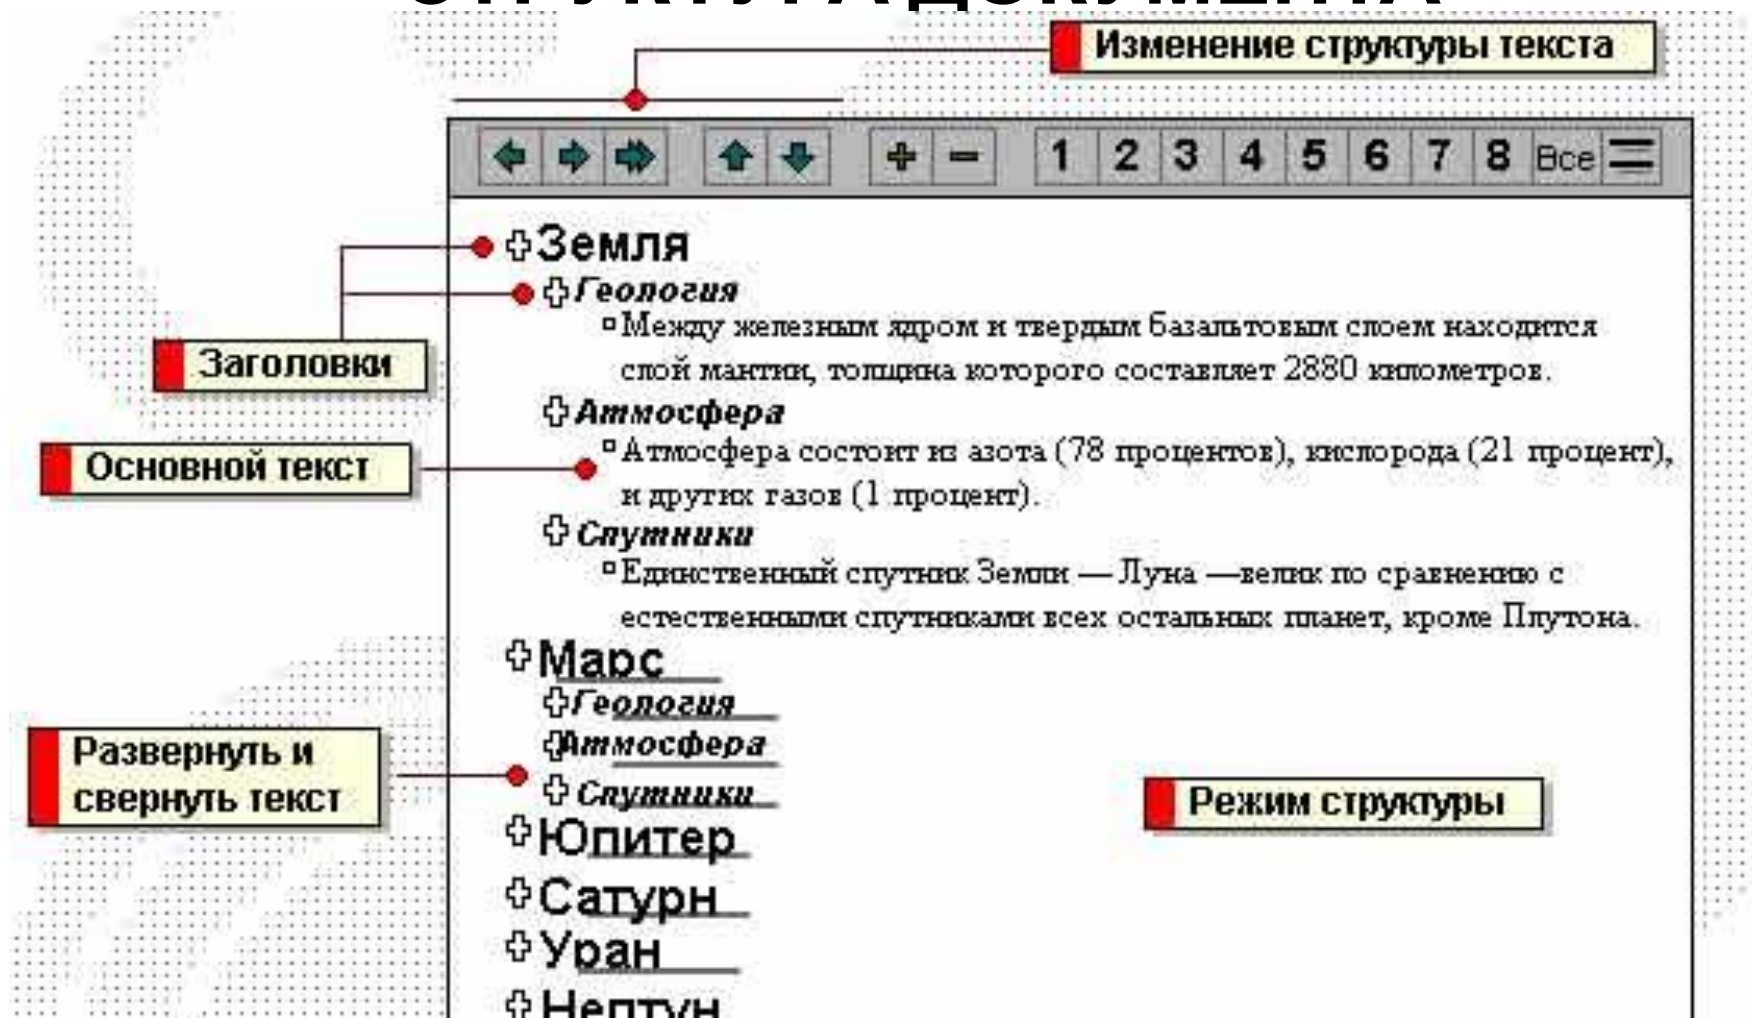 СТРУКТУРА ДОКУМЕНТА
Изменение структуры текста
1 2 3 4 5 6 7 8 Все
Земля
Геология
Между железным ядром и твердым базальтовым слоем находится
слой мантии, толщина которого составляет 2880 километров.
Заголовки
Атмосфера
Атмосфера состоит из азота (78 процентов), кислорода (21 процент),
и других газов (1 процент).
Основной текст
Спутники
Единственный спутник Земли — Луна —велик по сравнению с
естественными спутниками всех остальных планет, кроме Плутона.
Марс
Геология
Атмосфера
Спутники
Развернуть и
свернуть текст
Режим структуры
Юпитер
Сатурн
Уран
Нептун